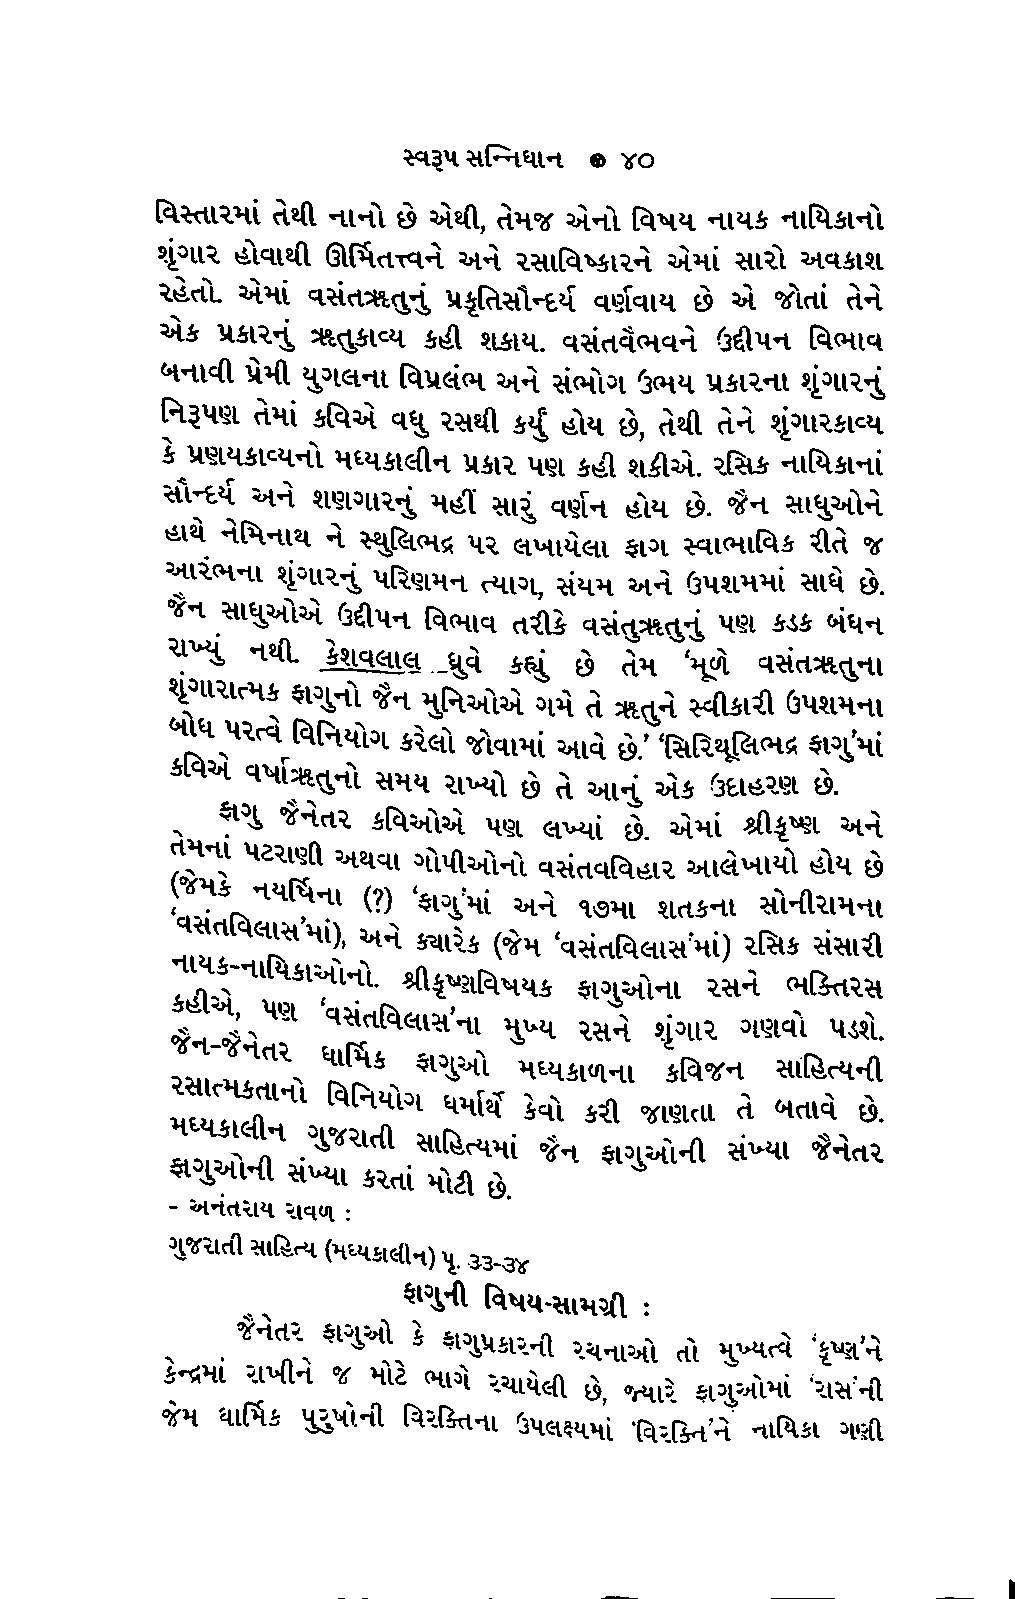 સ્વરૂપ સન્નિધાન ● ૪૦
વિસ્તારમાં તેથી નાનો છે એથી, તેમજ એનો વિષય નાયક નાયિકાનો
શૃંગાર હોવાથી ઊર્મિતત્ત્વને અને રસાવિષ્કારને એમાં સારો અવકાશ
રહેતો. એમાં વસંતઋતુનું પ્રકૃતિસૌન્દર્ય વર્ણવાય છે એ જોતાં તેને
એક પ્રકારનું ઋતુકાવ્ય કહી શકાય. વસંતવૈભવને ઉદ્દીપન વિભાવ
બનાવી પ્રેમી યુગલના વિપ્રલંભ અને સંભોગ ઉભય પ્રકારના શૃંગારનું
નિરૂપણ તેમાં કવિએ વધુ રસથી કર્યું હોય છે, તેથી તેને શૃંગારકાવ્ય
કે પ્રણયકાવ્યનો મધ્યકાલીન પ્રકાર પણ કહી શકીએ. રસિક નાયિકાનાં
સૌન્દર્ય અને શણગારનું મહીં સારું વર્ણન હોય છે. જૈન સાધુઓને
હાથે નેમિનાથ ને સ્થુલિભદ્ર પર લખાયેલા ફાગ સ્વાભાવિક રીતે જ
આરંભના શૃંગારનું પરિણમન ત્યાગ, સંયમ અને ઉપશમમાં સાધે છે.
જૈન સાધુઓએ ઉદ્દીપન વિભાવ તરીકે વસંતુઋતુનું પણ કડક બંધન
રાખ્યું નથી. કેશવલાલ ધ્રુવે કહ્યું છે તેમ ‘મૂળે વસંતઋતુના
શૃંગારાત્મક ફાગુનો જૈન મુનિઓએ ગમે તે ઋતુને સ્વીકારી ઉપશમના
બોધ પરત્વે વિનિયોગ કરેલો જોવામાં આવે છે.’ ‘સિરિથૂલિભદ્ર ફાગુ’માં
કવિએ વર્ષાઋતુનો સમય રાખ્યો છે તે આનું એક ઉદાહરણ છે.
ફાગુ જૈનેતર કવિઓએ પણ લખ્યાં છે. એમાં શ્રીકૃષ્ણ અને
તેમનાં પટરાણી અથવા ગોપીઓનો વસંતવવિહાર આલેખાયો હોય છે
(જેમકે નયર્ષિના (?) ‘ફાગુ’માં અને ૧૭મા શતકના સોનીરામના
‘વસંતવિલાસ’માં), અને ક્યારેક (જેમ ‘વસંતવિલાસ’માં) રસિક સંસારી
નાયક-નાયિકાઓનો. શ્રીકૃષ્ણવિષયક ફાગુઓના રસને ભક્તિરસ
કહીએ, પણ ‘વસંતવિલાસ’ના મુખ્ય રસને શૃંગાર ગણવો પડશે.
જૈન-જૈનેતર ધાર્મિક ફાગુઓ મધ્યકાળના કવિજન સાહિત્યની
રસાત્મકતાનો વિનિયોગ ધર્માર્થે કેવો કરી જાણતા તે બતાવે છે.
મધ્યકાલીન ગુજરાતી સાહિત્યમાં જૈન ફાગુઓની સંખ્યા જૈનેતર
ફાગુઓની સંખ્યા કરતાં મોટી છે.
- અનંતરાય રાવળ :
ગુજરાતી સાહિત્ય (મધ્યકાલીન) પૃ. ૩૩-૩૪
ફાગુની વિષય-સામગ્રી :
જૈનેતર ફાગુઓ કે ફાગુપ્રકારની રચનાઓ તો મુખ્યત્વે ‘કૃષ્ણ’ને
કેન્દ્રમાં રાખીને જ મોટે ભાગે રચાયેલી છે, જ્યારે ફાગુઓમાં ‘રાસ’ની
જેમ ધાર્મિક પુરુષોની વિરક્તિના ઉપલક્ષ્યમાં ‘વિરક્તિ’ને નાયિકા ગણી